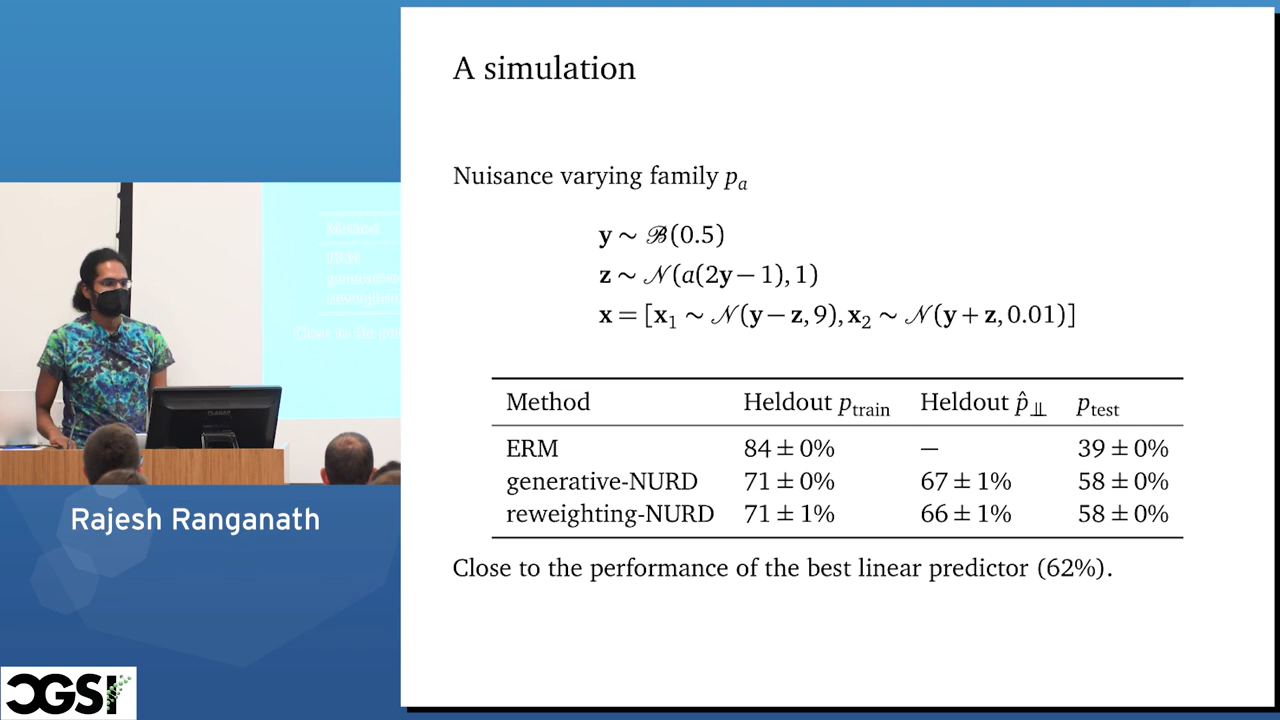 A simulation
Nuisance varying family pₐ
y ∼ ℬ(0.5)
z ∼ 𝒩(a(2y − 1), 1)
x = [x₁ ∼ 𝒩(y − z, 9), x₂ ∼ 𝒩(y + z, 0.01)]
Method Heldout p_train Heldout p̂_⫫ p_test
ERM 84 ± 0% — 39 ± 0%
generative-NURD 71 ± 0% 67 ± 1% 58 ± 0%
reweighting-NURD 71 ± 1% 66 ± 1% 58 ± 0%
Close to the performance of the best linear predictor (62%).
Rajesh Ranganath
CGSI